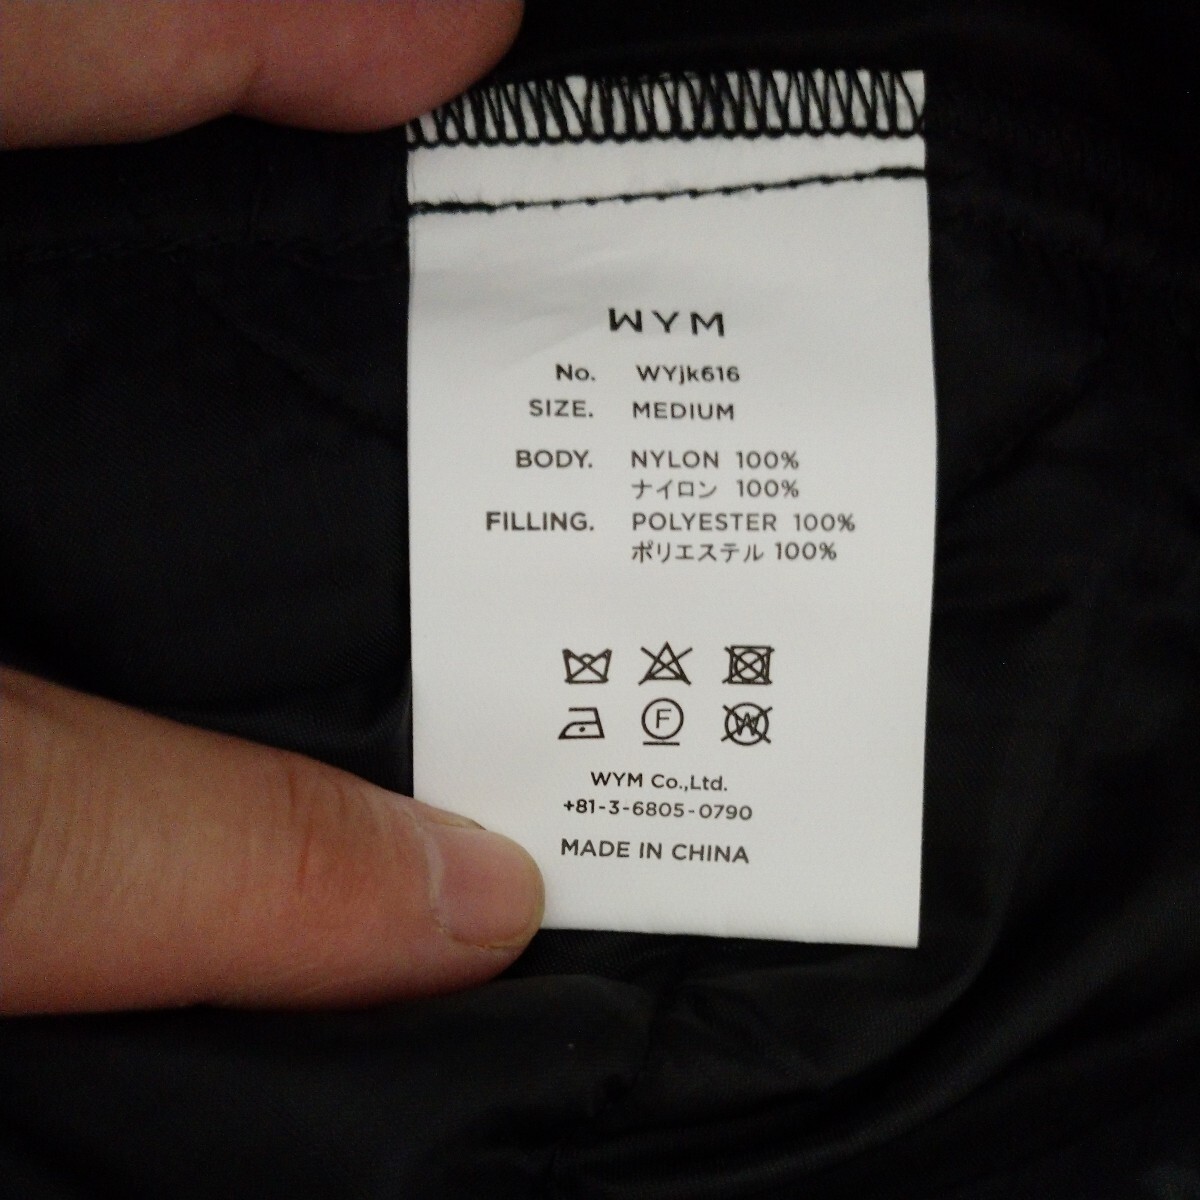 WYM
No. WYjk616
SIZE. MEDIUM
BODY. NYLON 100%
ナイロン 100%
FILLING. POLYESTER 100%
ポリエステル 100%
F W
WYM Co.,Ltd.
+81-3-6805-0790
MADE IN CHINA